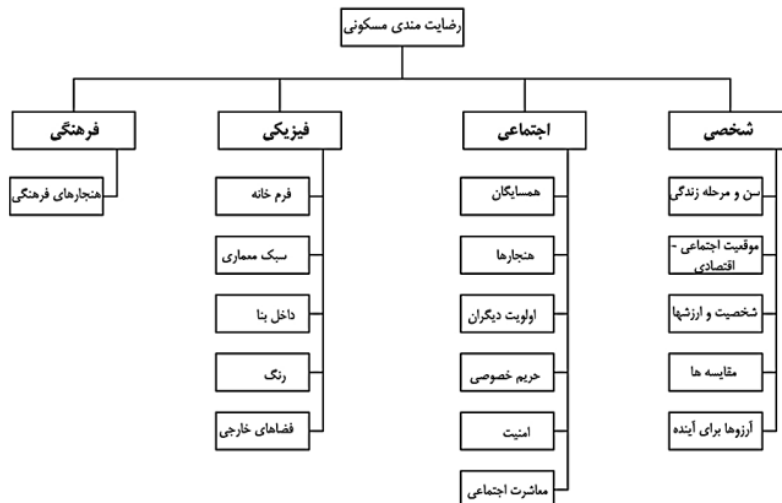 رضایت مندی مسکونی
شخصی
اجتماعی
فیزیکی
فرهنگی
سن و مرحله زندگی
موقعیت اجتماعی -
اقتصادی
شخصیت و ارزشها
مقایسه ها
آرزوها برای آینده
همسایگان
هنجارها
اولویت دیگران
حریم خصوصی
امنیت
معاشرت اجتماعی
فرم خانه
سبک معماری
داخل بنا
رنگ
فضاهای خارجی
هنجارهای فرهنگی